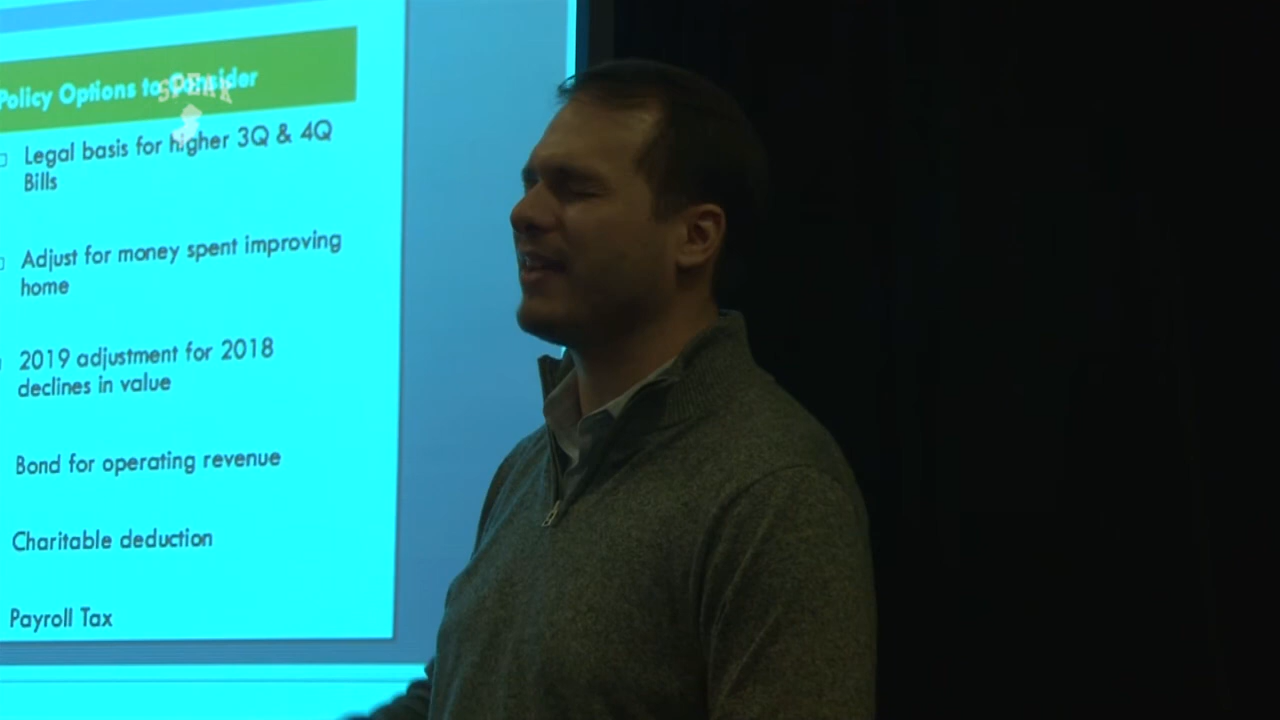 Policy Options to Consider
SPEAK
Legal basis for higher 3Q & 4Q
Bills
Adjust for money spent improving
home
2019 adjustment for 2018
declines in value
Bond for operating revenue
Charitable deduction
Payroll Tax